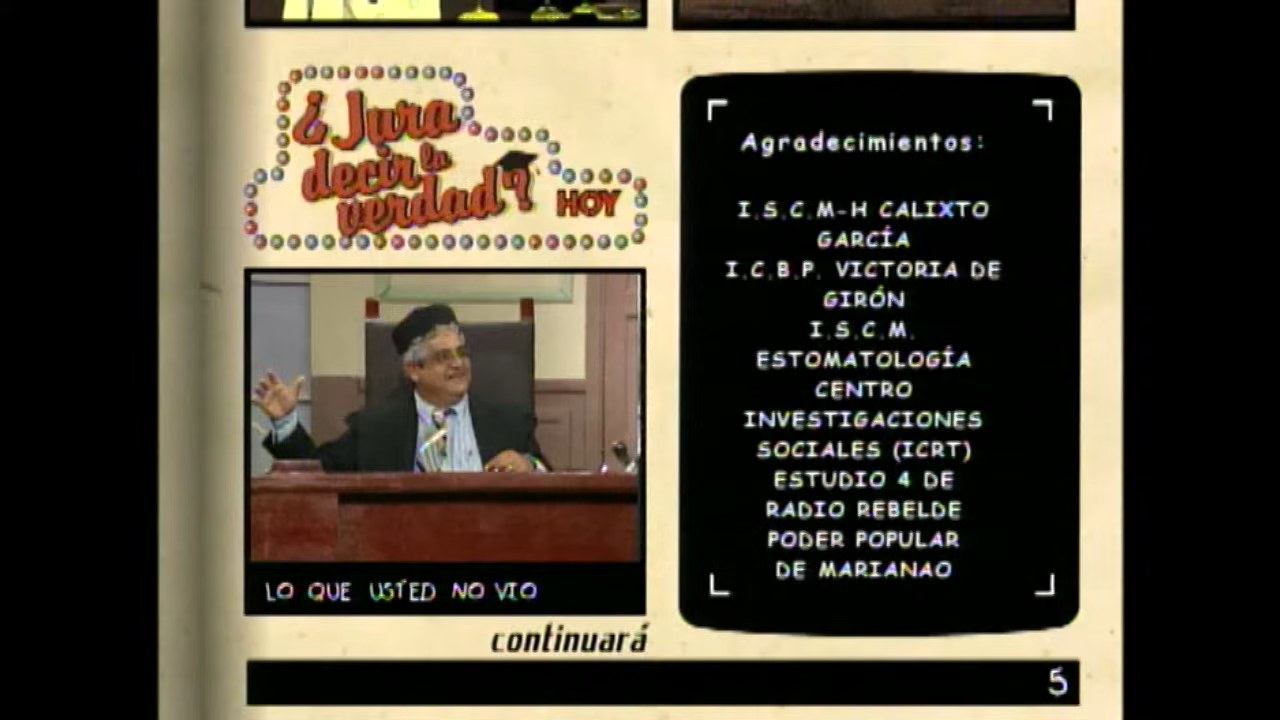 ¿Jura
decir la
verdad?
HOY
LO QUE USTED NO VIO
continuará
Agradecimientos:
I.S.C.M-H CALIXTO
GARCÍA
I.C.B.P. VICTORIA DE
GIRÓN
I.S.C.M.
ESTOMATOLOGÍA
CENTRO
INVESTIGACIONES
SOCIALES (ICRT)
ESTUDIO 4 DE
RADIO REBELDE
PODER POPULAR
DE MARIANAO
5